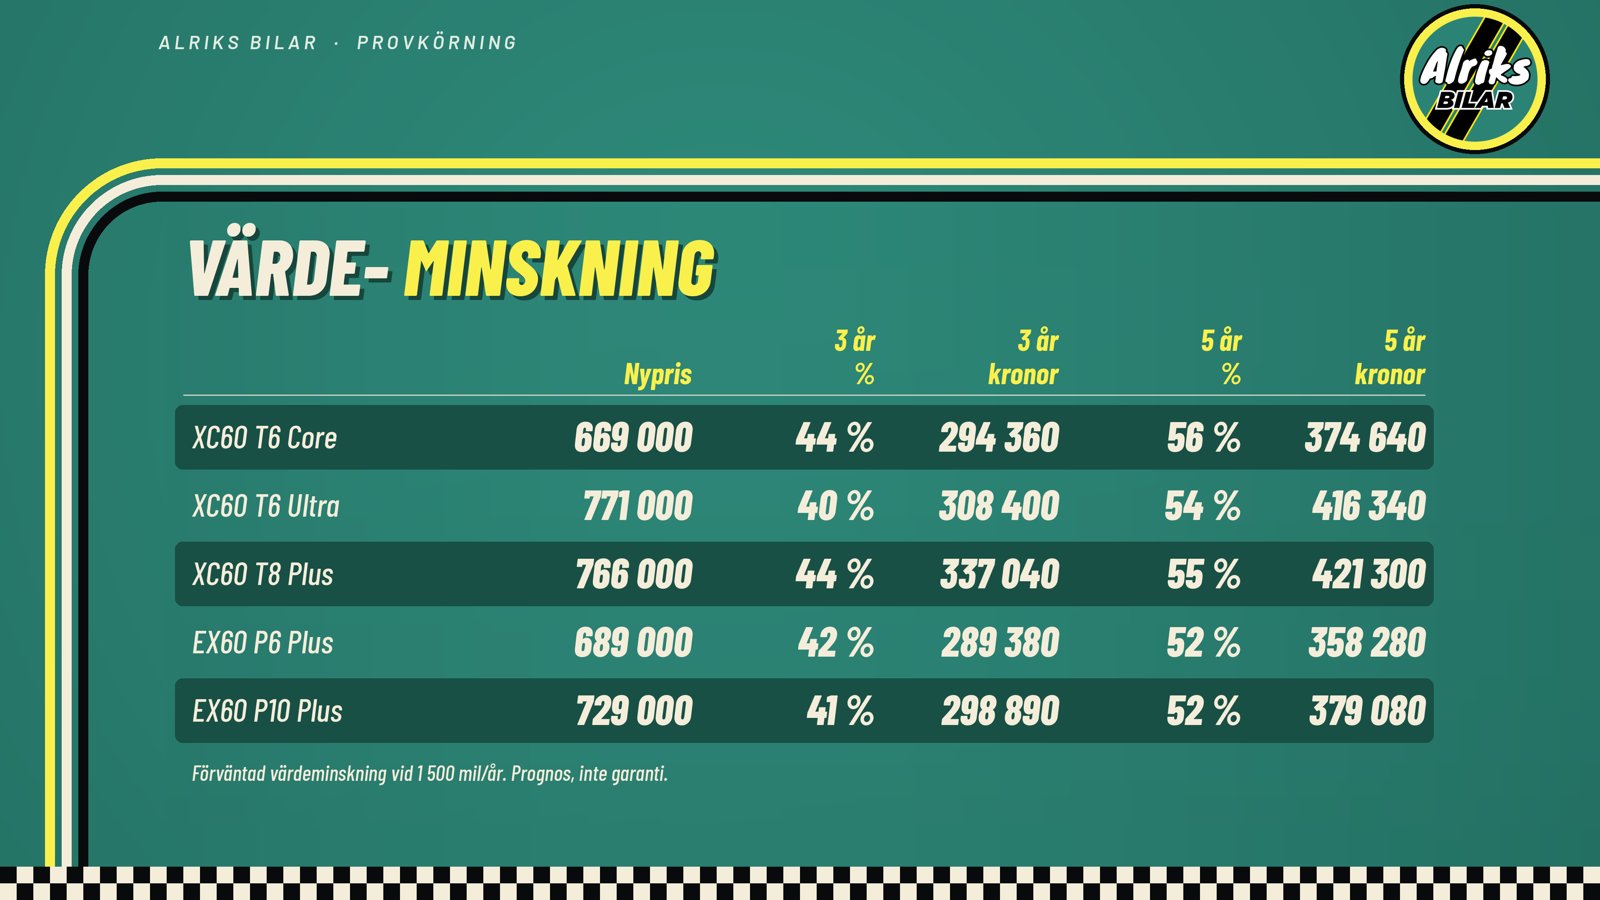 ALRIKS BILAR · PROVKÖRNING
Alriks
BILAR
VÄRDE- MINSKNING
3 år 3 år 5 år 5 år
Nypris % kronor % kronor
XC60 T6 Core 669 000 44 % 294 360 56 % 374 640
XC60 T6 Ultra 771 000 40 % 308 400 54 % 416 340
XC60 T8 Plus 766 000 44 % 337 040 55 % 421 300
EX60 P6 Plus 689 000 42 % 289 380 52 % 358 280
EX60 P10 Plus 729 000 41 % 298 890 52 % 379 080
Förväntad värdeminskning vid 1 500 mil/år. Prognos, inte garanti.